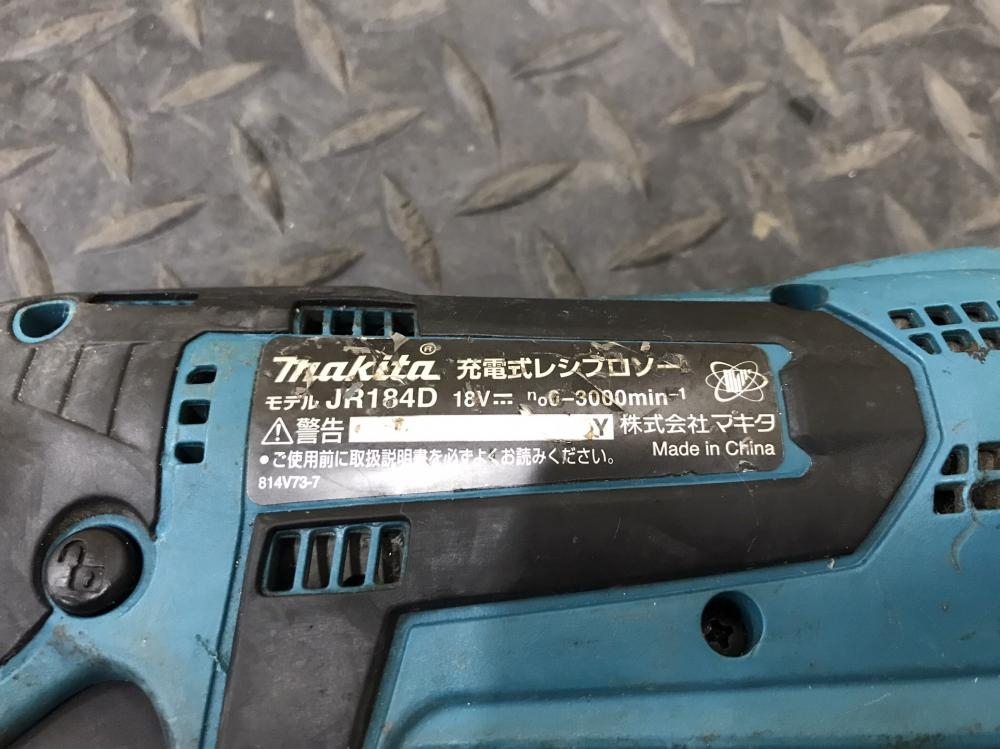 makita® 充電式レシプロソー
モデル JR184D 18V⎓ n₀0-3000min⁻¹
⚠警告 Y 株式会社 マキタ
●ご使用前に取扱説明書を必ずよくお読みください。 Made in China
814V73-7